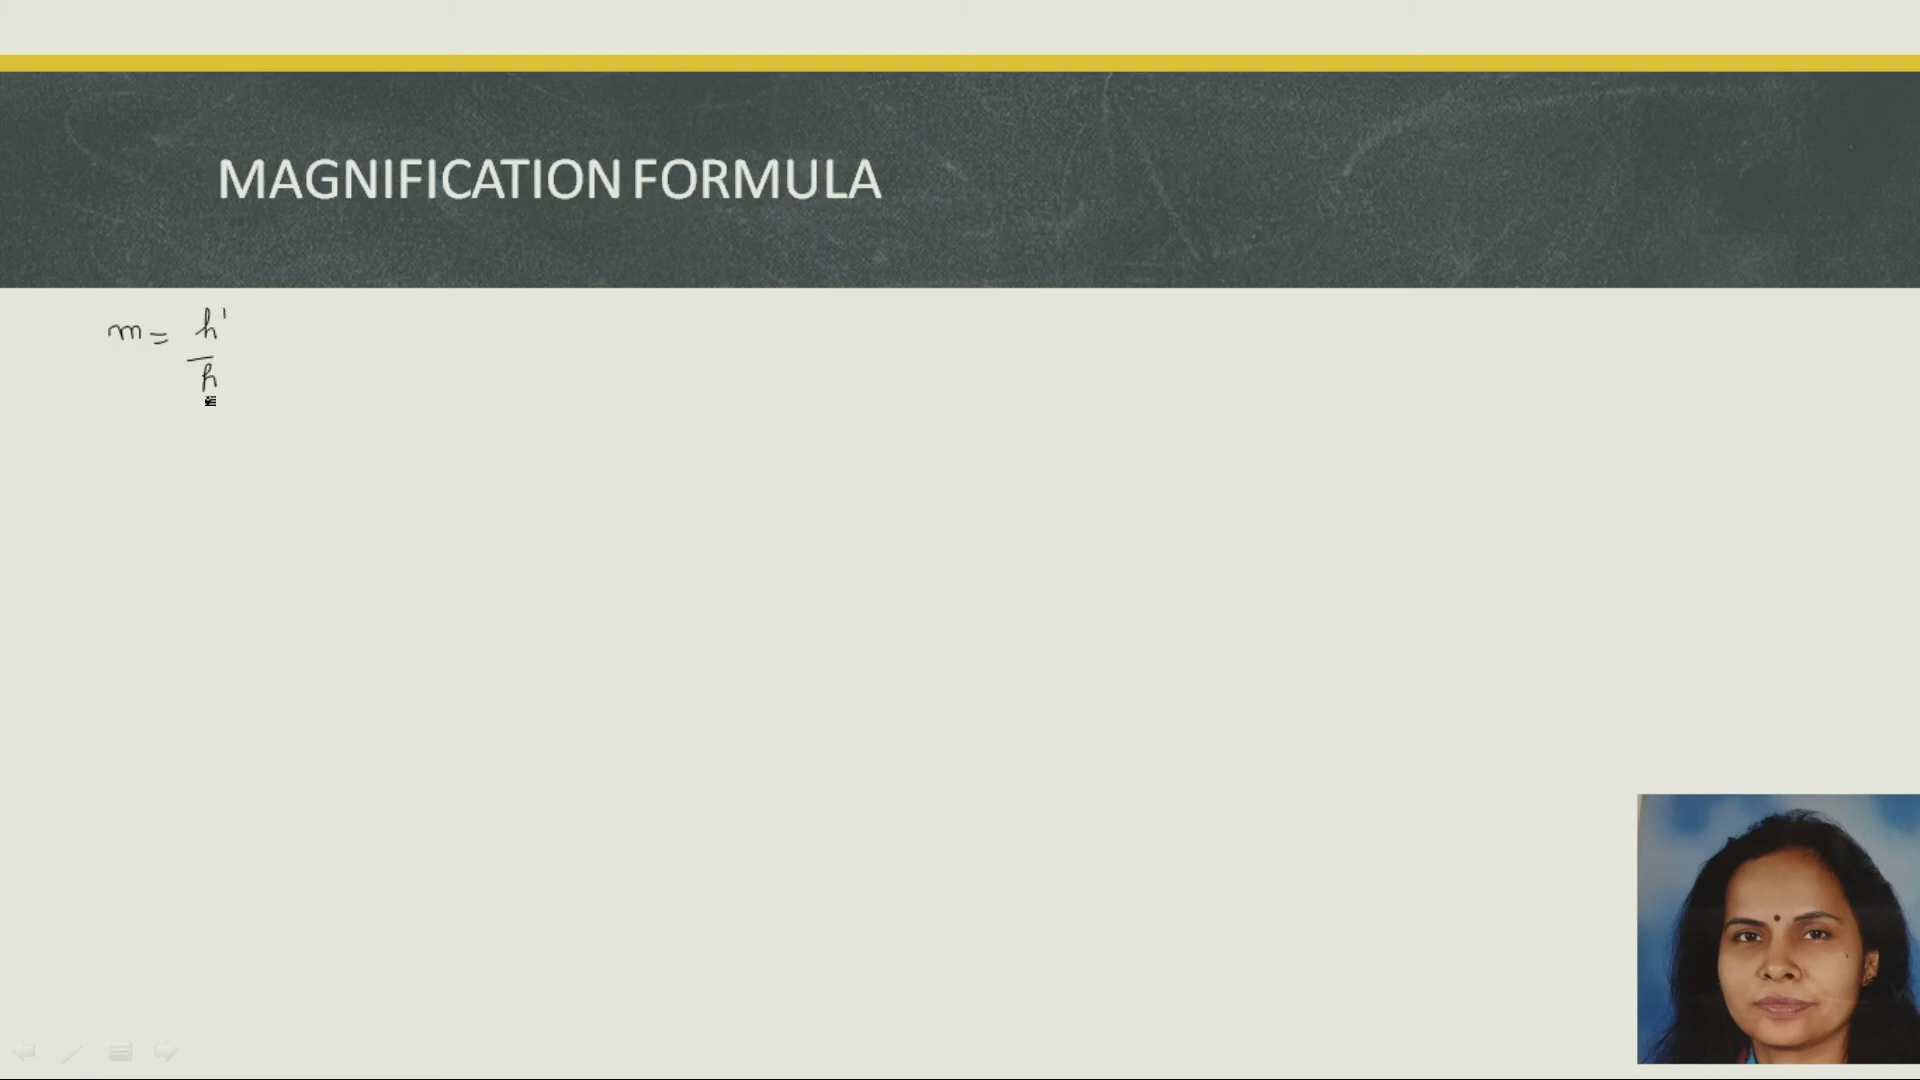 MAGNIFICATION FORMULA
m = h'
h